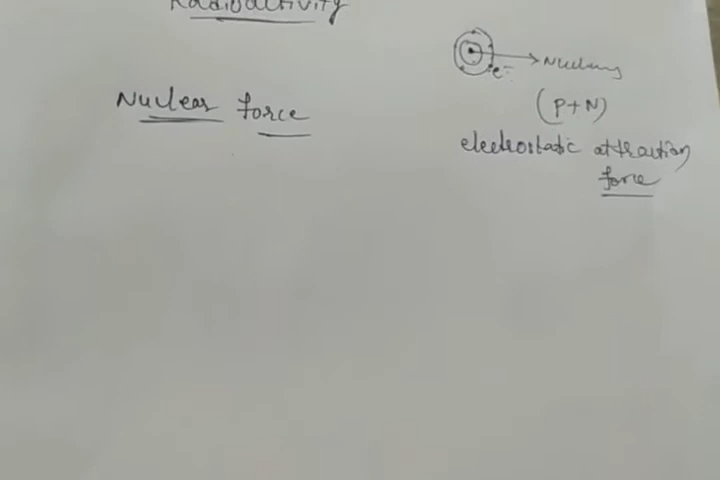 Radioactivity
Nuclear force
Nucleus
e-
(P+N)
electrostatic attraction
force